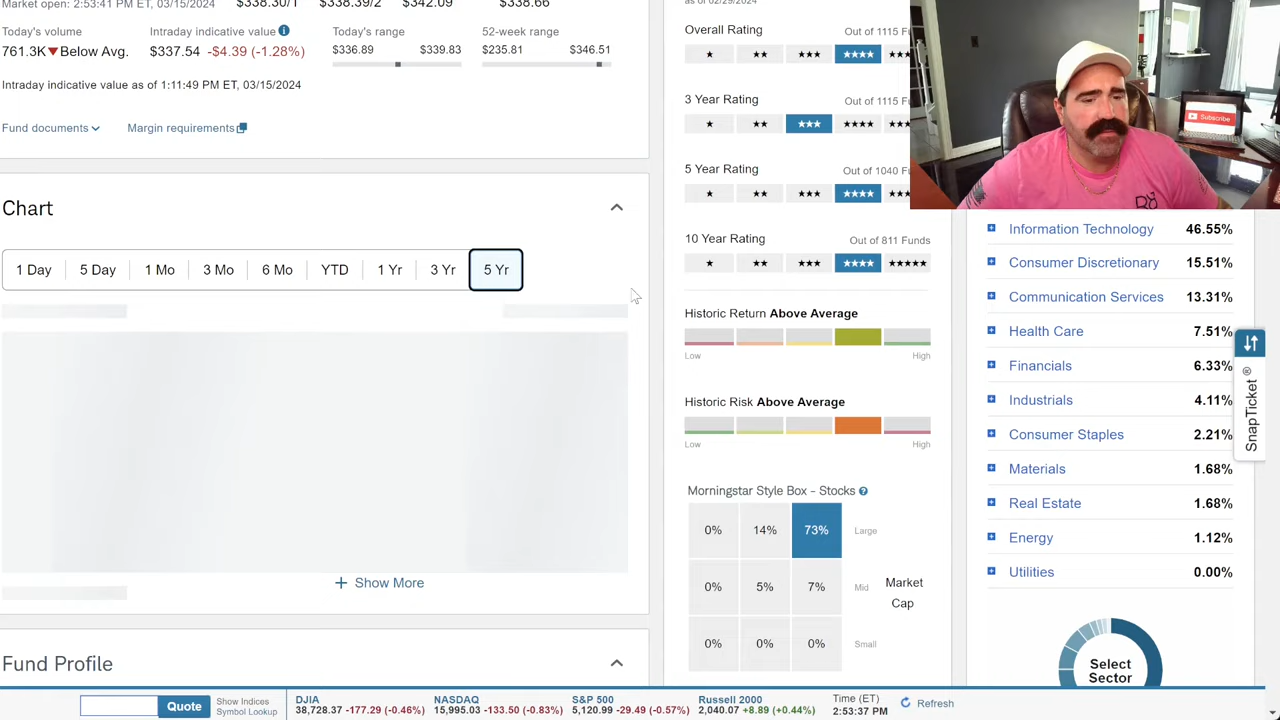 Market open: 2:53:41 PM ET, 03/15/2024
$338.30/1
$338.39/2
$342.09
$338.66
Today's volume
Intraday indicative value
Today's range
52-week range
761.3K Below Avg.
$337.54 -$4.39 (-1.28%)
$336.89
$339.83
$235.81
$346.51
Intraday indicative value as of 1:11:49 PM ET, 03/15/2024
Fund documents
Margin requirements
Chart
1 Day
5 Day
1 Mo
3 Mo
6 Mo
YTD
1 Yr
3 Yr
5 Yr
+ Show More
Fund Profile
as of 02/29/2024
Overall Rating
Out of 1115 F
★
★★
★★★
★★★★
★★★
3 Year Rating
Out of 1115 Fu
★
★★
★★★
★★★★
★★★
5 Year Rating
Out of 1040 F
★
★★
★★★
★★★★
★★★
10 Year Rating
Out of 811 Funds
★
★★
★★★
★★★★
★★★★★
Historic Return Above Average
Low
High
Historic Risk Above Average
Low
High
Morningstar Style Box – Stocks
0%
14%
73%
Large
0%
5%
7%
Mid
Market
Cap
0%
0%
0%
Small
Subscribe
Information Technology 46.55%
Consumer Discretionary 15.51%
Communication Services 13.31%
Health Care 7.51%
Financials 6.33%
Industrials 4.11%
Consumer Staples 2.21%
Materials 1.68%
Real Estate 1.68%
Energy 1.12%
Utilities 0.00%
Select
Sector
SnapTicket ®
Quote
Show Indices
Symbol Lookup
DJIA
38,728.37 -177.29 (-0.46%)
NASDAQ
15,995.03 -133.50 (-0.83%)
S&P 500
5,120.99 -29.49 (-0.57%)
Russell 2000
2,040.07 +8.89 (+0.44%)
Time (ET)
2:53:37 PM
Refresh